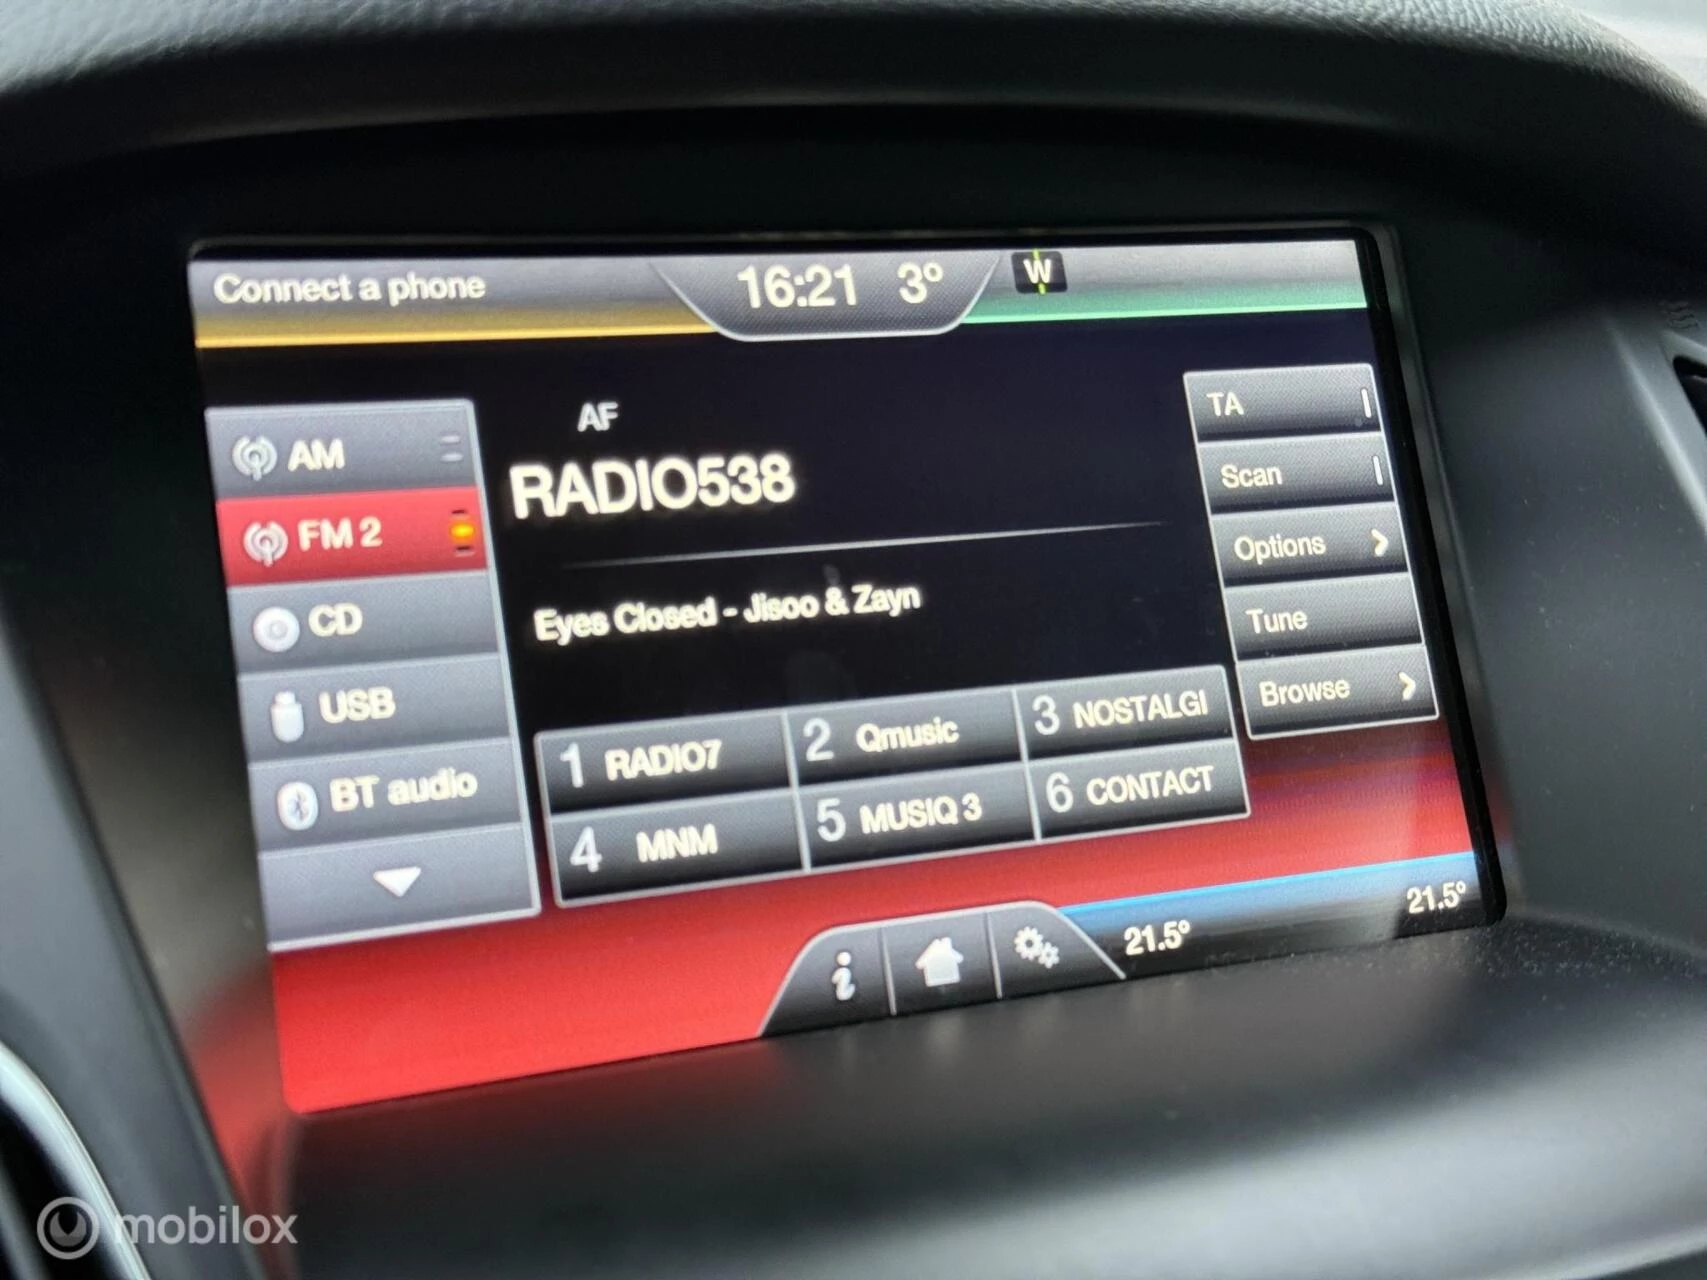 Connect a phone
16:21 3°
W
AF
RADIO538
Eyes Closed - Jisoo & Zayn
AM
FM 2
CD
USB
BT audio
TA
Scan
Options
Tune
Browse
1 RADIO7
2 Qmusic
3 NOSTALGI
4 MNM
5 MUSIQ 3
6 CONTACT
i
21.5°
21.5°
mobilox